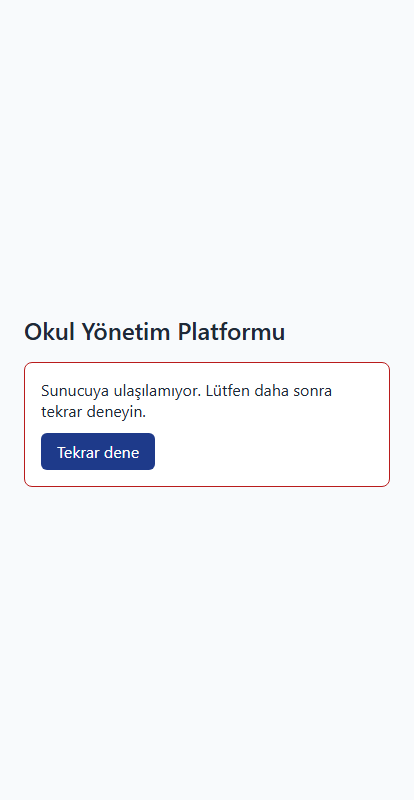 Okul Yönetim Platformu
Sunucuya ulaşılamıyor. Lütfen daha sonra
tekrar deneyin.
Tekrar dene